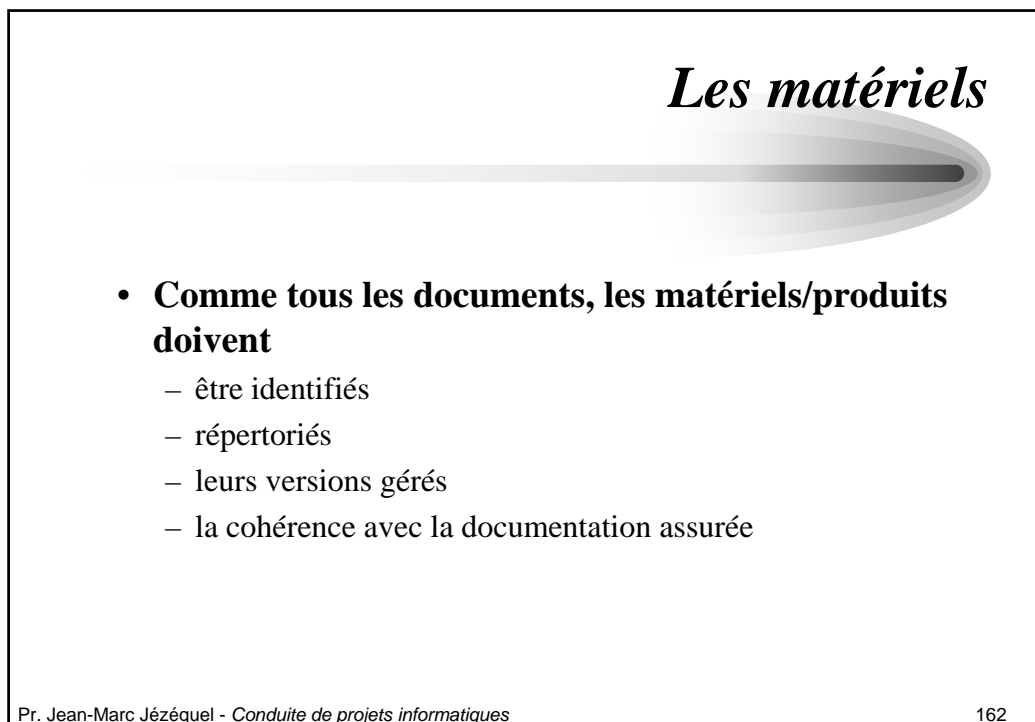 Les matériels
• Comme tous les documents, les matériels/produits
doivent
– être identifiés
– répertoriés
– leurs versions gérés
– la cohérence avec la documentation assurée
Pr. Jean-Marc Jézéquel - Conduite de projets informatiques 162